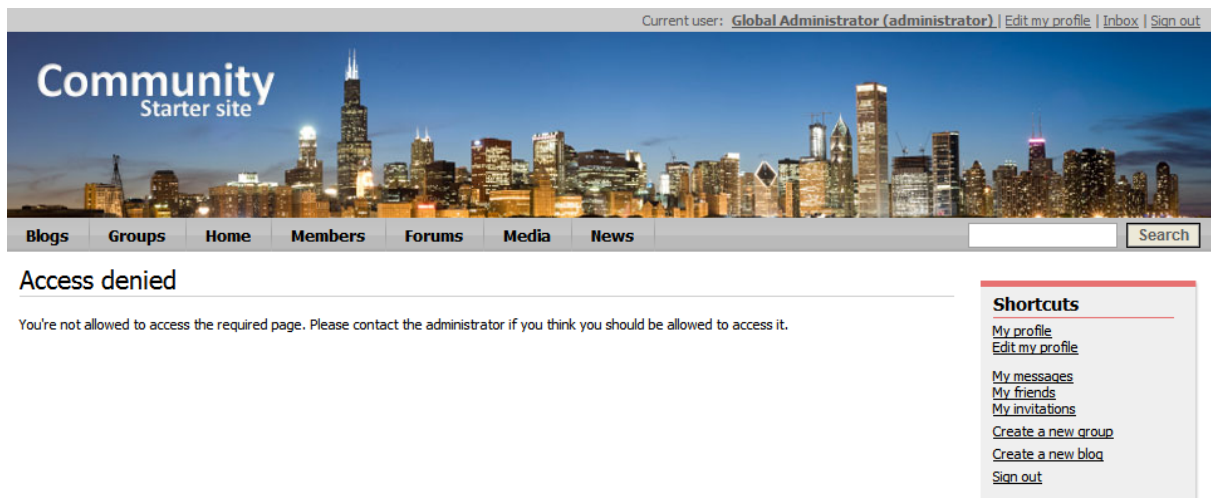 Current user: Global Administrator (administrator) | Edit my profile | Inbox | Sign out
Community
Starter site
Blogs Groups Home Members Forums Media News Search
Access denied
You're not allowed to access the required page. Please contact the administrator if you think you should be allowed to access it.
Shortcuts
My profile
Edit my profile
My messages
My friends
My invitations
Create a new group
Create a new blog
Sign out